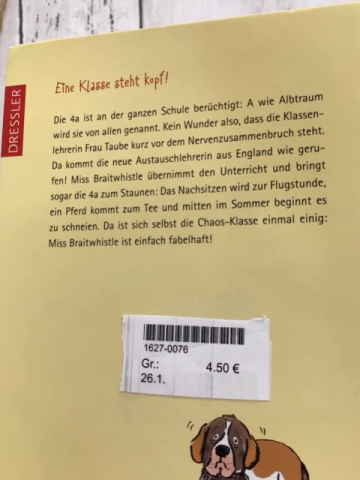 DRESSLER
Eine Klasse steht kopf!
Die 4a ist an der ganzen Schule berüchtigt: A wie Albtraum
wird sie von allen genannt. Kein Wunder also, dass die Klassen-
lehrerin Frau Taube kurz vor dem Nervenzusammenbruch steht.
Da kommt die neue Austauschlehrerin aus England wie geru-
fen! Miss Braitwhistle übernimmt den Unterricht und bringt
sogar die 4a zum Staunen: Das Nachsitzen wird zur Flugstunde,
ein Pferd kommt zum Tee und mitten im Sommer beginnt es
zu schneien. Da ist sich selbst die Chaos-Klasse einmal einig:
Miss Braitwhistle ist einfach fabelhaft!
1627-0076
Gr.: 4.50 €
26.1.